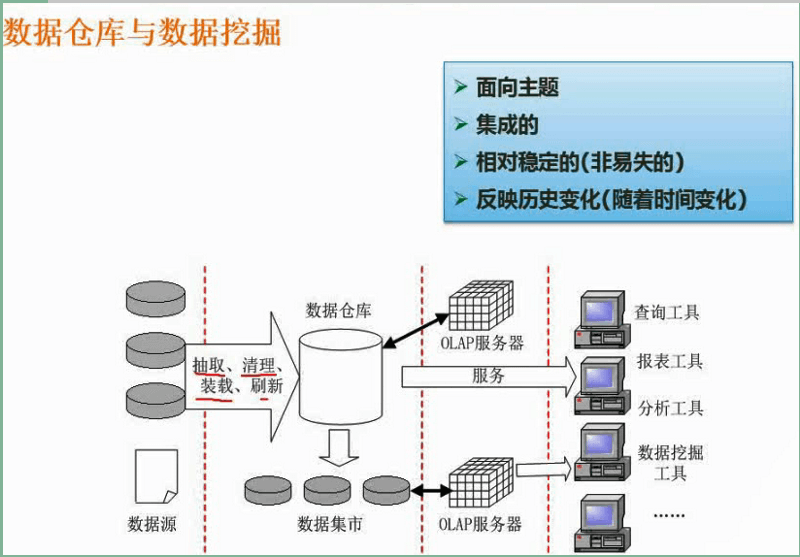 数据仓库与数据挖掘
面向主题
集成的
相对稳定的(非易失的)
反映历史变化(随着时间变化)
数据仓库
抽取、清理、
装载、刷新
OLAP服务器
服务
查询工具
报表工具
分析工具
数据挖掘
工具
……
数据源
数据集市
OLAP服务器